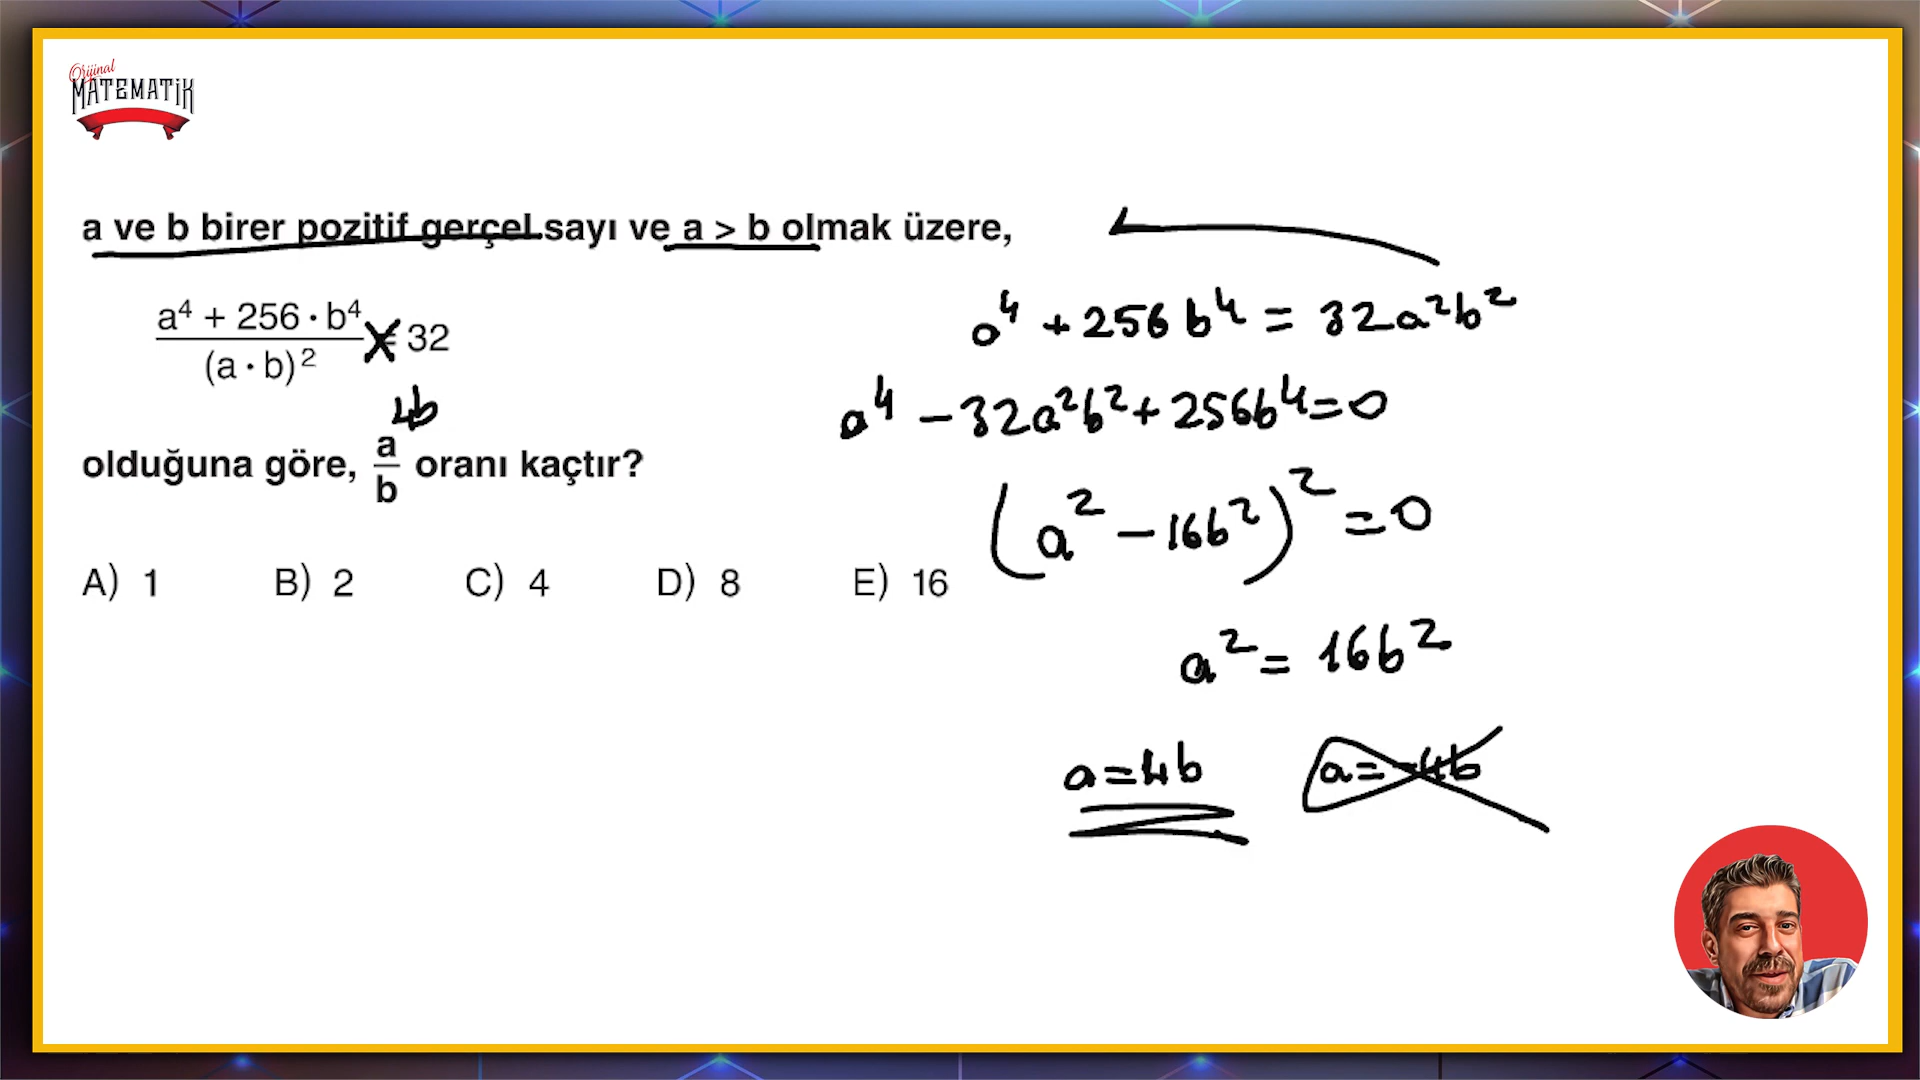 Orijinal
MATEMATİK
a ve b birer pozitif gerçel sayı ve a > b olmak üzere,
a⁴ + 256 · b⁴
(a · b)²
= 32
4b
olduğuna göre, a/b oranı kaçtır?
A) 1 B) 2 C) 4 D) 8 E) 16
a⁴ + 256b⁴ = 32a²b²
a⁴ - 32a²b² + 256b⁴ = 0
(a² - 16b²)² = 0
a² = 16b²
a = 4b a = -4b